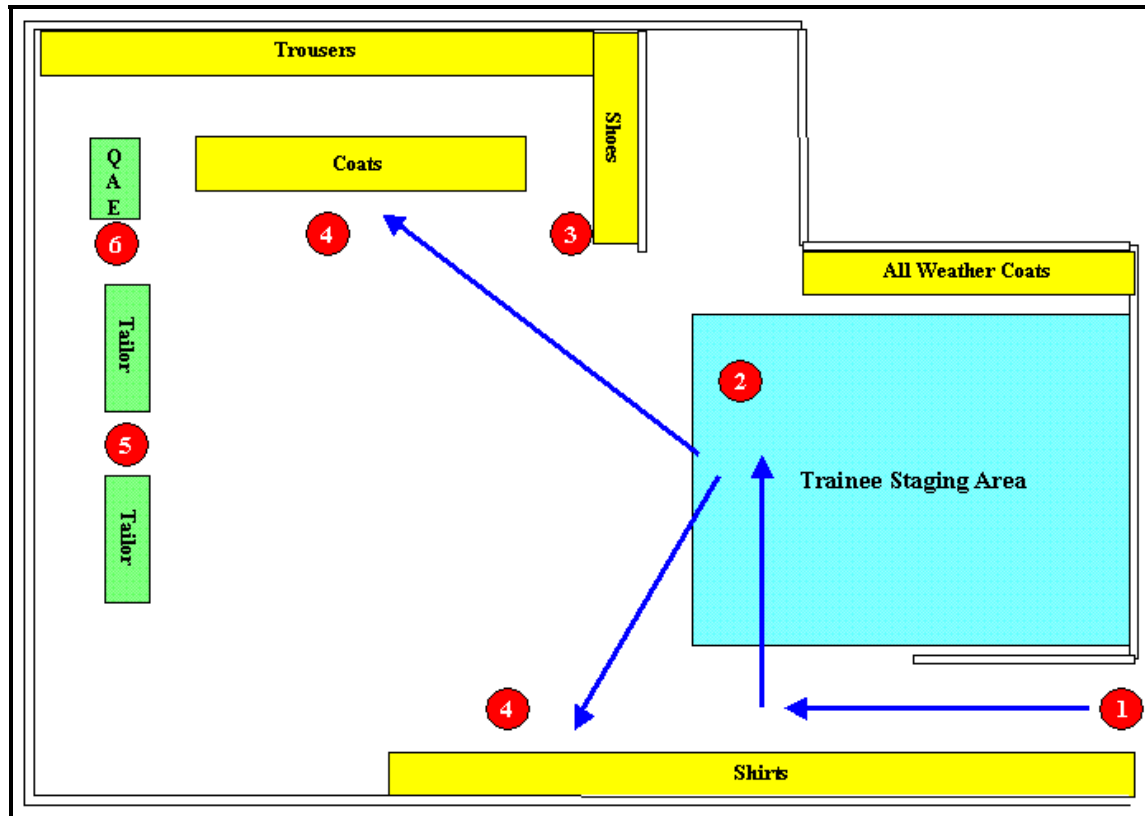 Trousers
Shoes
Q
A
E
Coats
4
3
6
All Weather Coats
Tailor
2
5
Trainee Staging Area
Tailor
4
1
Shirts